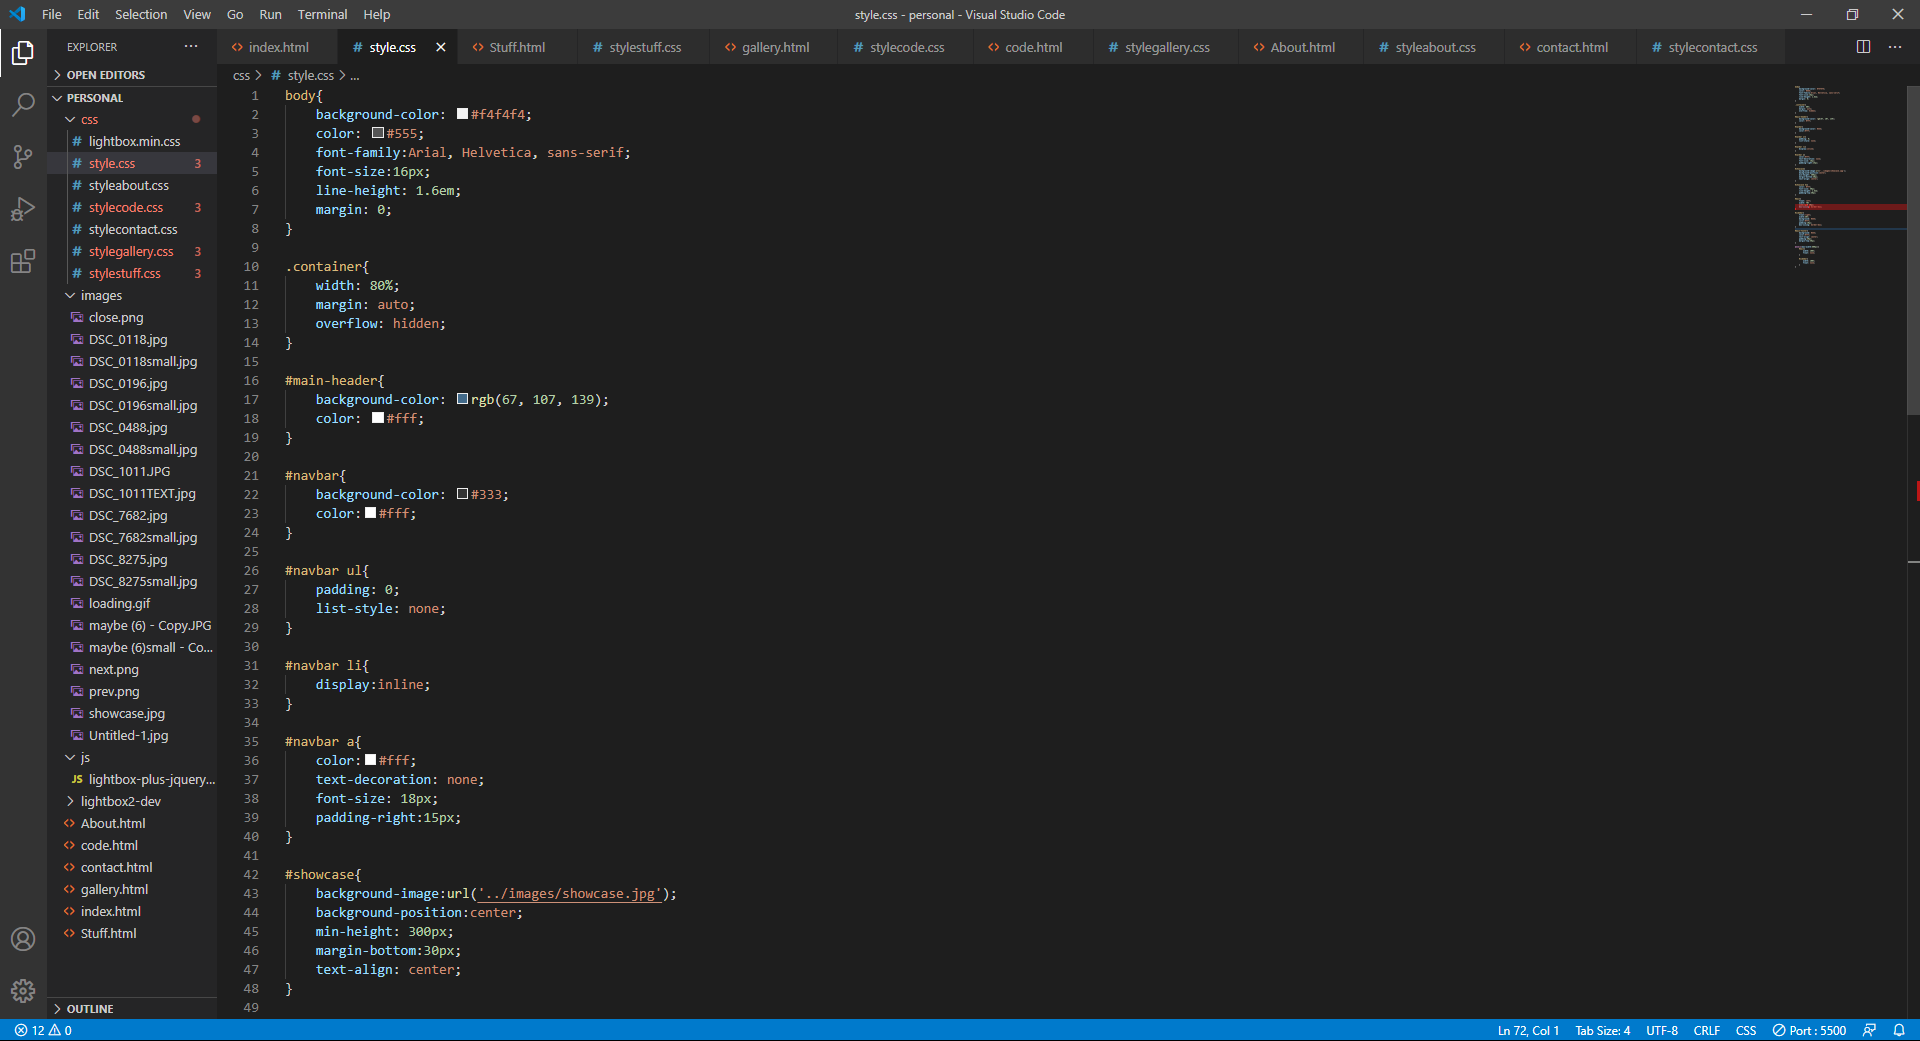 File Edit Selection View Go Run Terminal Help
style.css - personal - Visual Studio Code
EXPLORER
index.html style.css Stuff.html stylestuff.css gallery.html stylecode.css code.html stylegallery.css About.html styleabout.css contact.html stylecontact.css
OPEN EDITORS
PERSONAL
css
lightbox.min.css
style.css 3
styleabout.css
stylecode.css 3
stylecontact.css
stylegallery.css 3
stylestuff.css 3
images
close.png
DSC_0118.jpg
DSC_0118small.jpg
DSC_0196.jpg
DSC_0196small.jpg
DSC_0488.jpg
DSC_0488small.jpg
DSC_1011.JPG
DSC_1011TEXT.jpg
DSC_7682.jpg
DSC_7682small.jpg
DSC_8275.jpg
DSC_8275small.jpg
loading.gif
maybe (6) - Copy.JPG
maybe (6)small - Co...
next.png
prev.png
showcase.jpg
Untitled-1.jpg
js
JS lightbox-plus-jquery...
lightbox2-dev
About.html
code.html
contact.html
gallery.html
index.html
Stuff.html
OUTLINE
css > # style.css > ...
1 body{
2 background-color: #f4f4f4;
3 color: #555;
4 font-family:Arial, Helvetica, sans-serif;
5 font-size:16px;
6 line-height: 1.6em;
7 margin: 0;
8 }
9
10 .container{
11 width: 80%;
12 margin: auto;
13 overflow: hidden;
14 }
15
16 #main-header{
17 background-color: rgb(67, 107, 139);
18 color: #fff;
19 }
20
21 #navbar{
22 background-color: #333;
23 color: #fff;
24 }
25
26 #navbar ul{
27 padding: 0;
28 list-style: none;
29 }
30
31 #navbar li{
32 display:inline;
33 }
34
35 #navbar a{
36 color: #fff;
37 text-decoration: none;
38 font-size: 18px;
39 padding-right:15px;
40 }
41
42 #showcase{
43 background-image:url('../images/showcase.jpg');
44 background-position:center;
45 min-height: 300px;
46 margin-bottom:30px;
47 text-align: center;
48 }
49
12 0
Ln 72, Col 1 Tab Size: 4 UTF-8 CRLF CSS Port : 5500